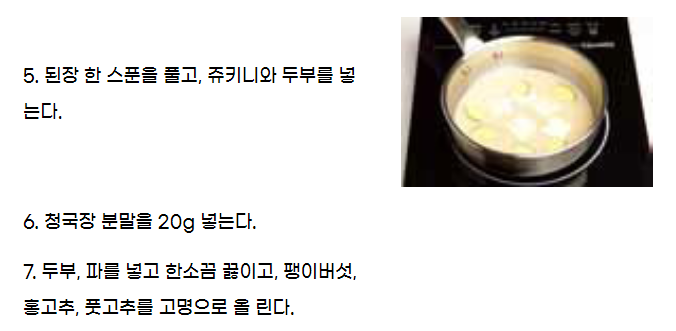 5. 된장 한 스푼을 풀고, 쥬키니와 두부를 넣
는다.
6. 청국장 분말을 20g 넣는다.
7. 두부, 파를 넣고 한소끔 끓이고, 팽이버섯,
홍고추, 풋고추를 고명으로 올 린다.